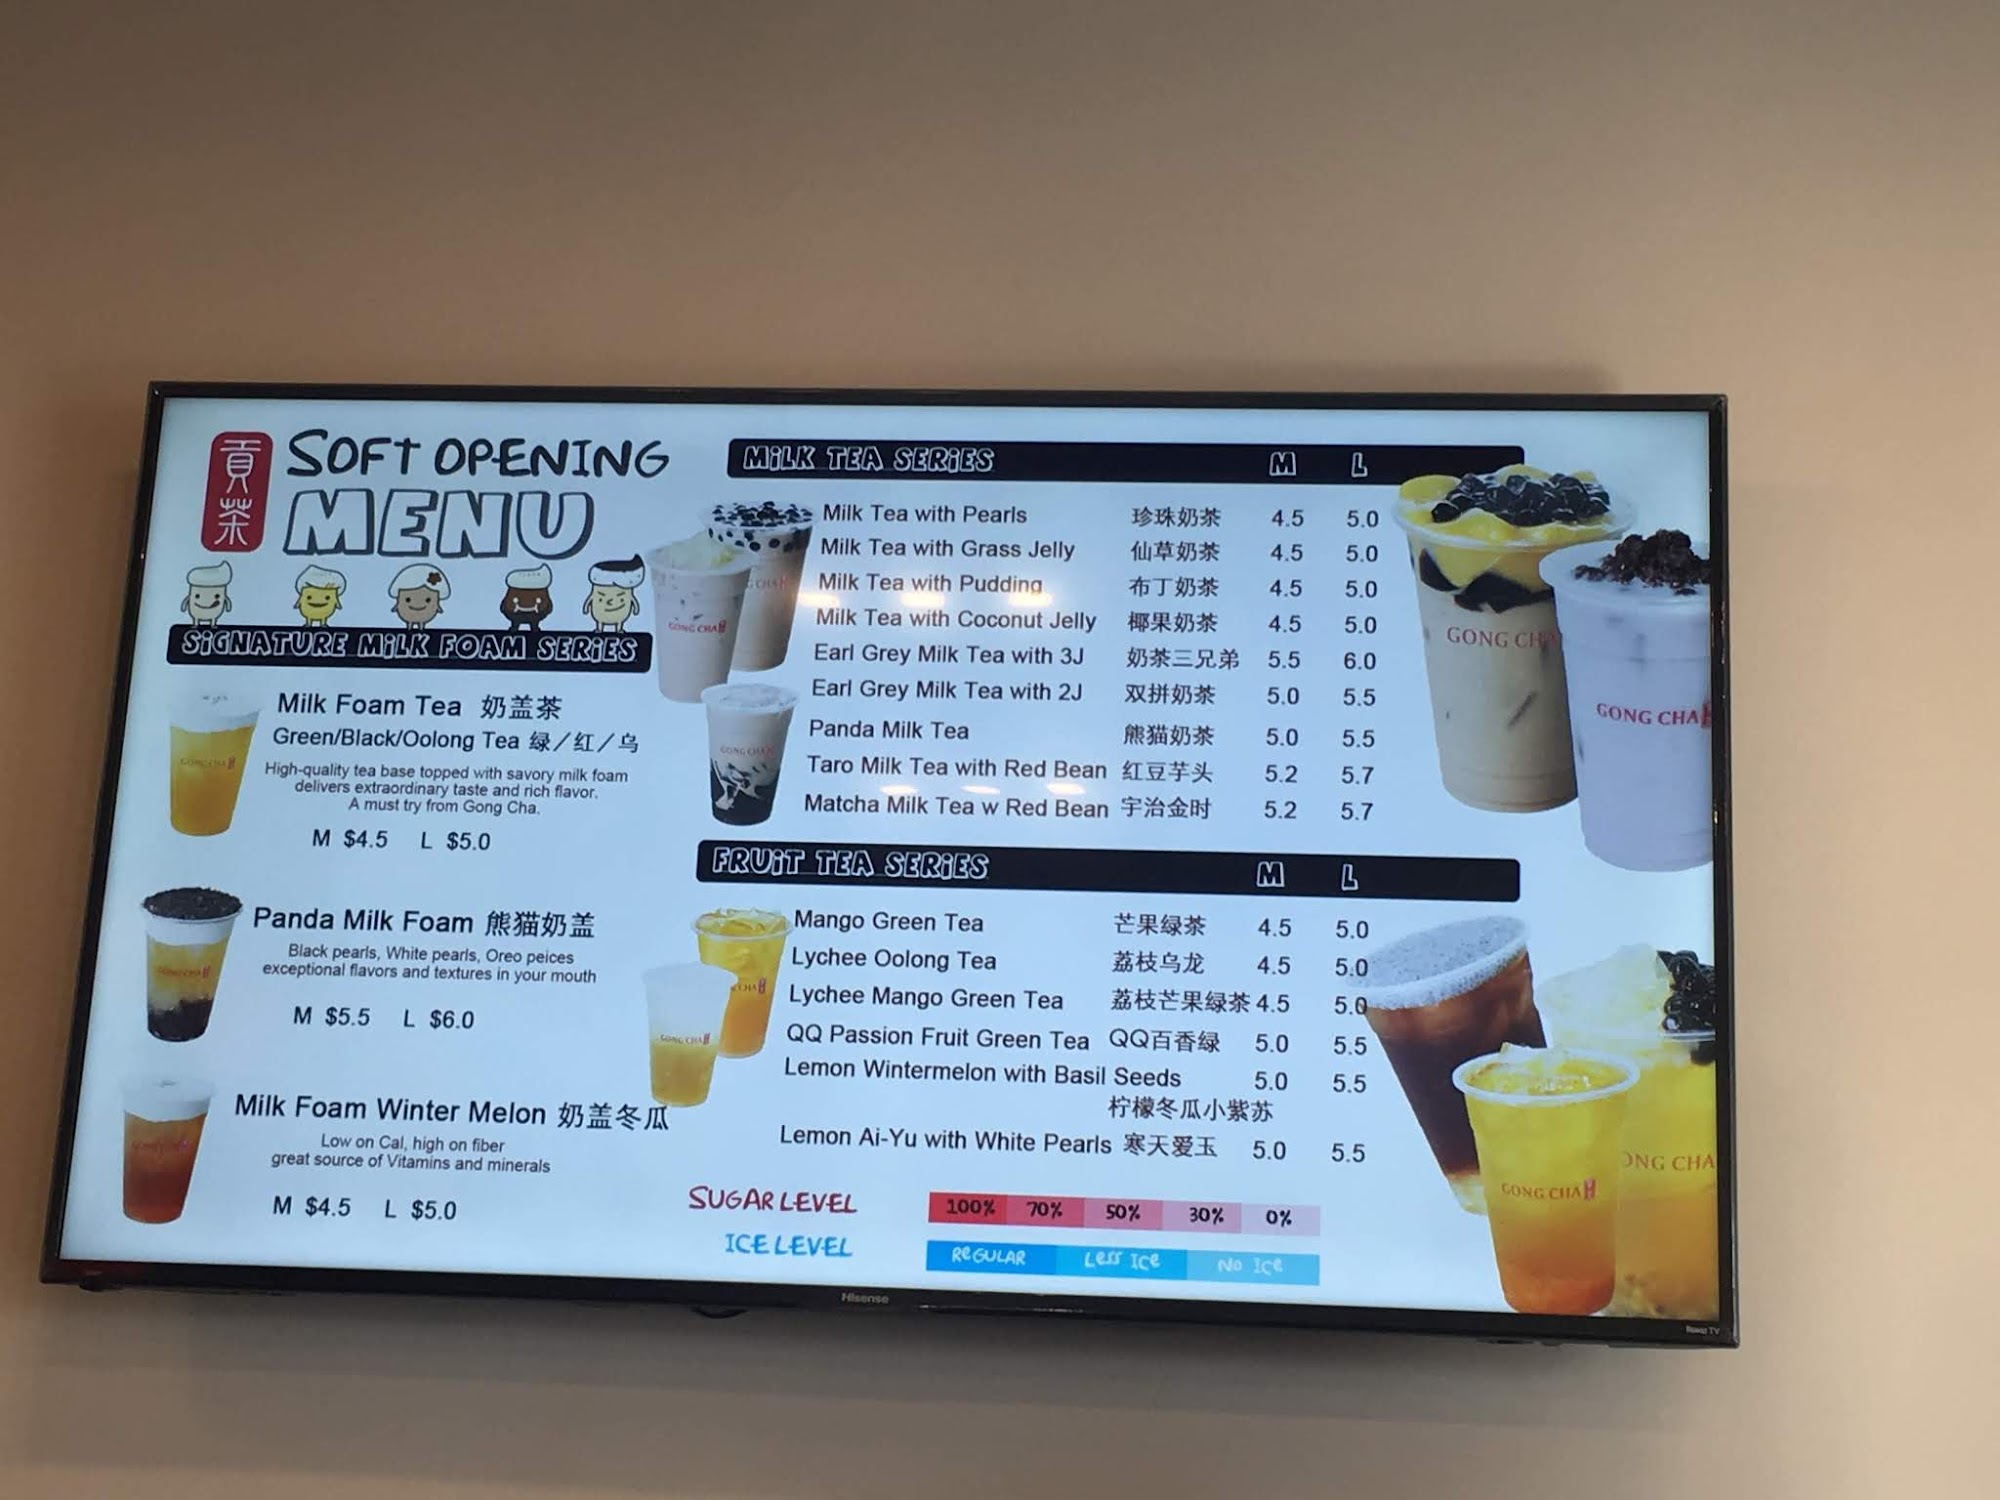 貢茶
SOFT OPENING
MENU
SIGNATURE MILK FOAM SERIES
Milk Foam Tea 奶盖茶
Green/Black/Oolong Tea 绿／红／乌
High-quality tea base topped with savory milk foam
delivers extraordinary taste and rich flavor.
A must try from Gong Cha.
M $4.5 L $5.0
Panda Milk Foam 熊猫奶盖
Black pearls, White pearls, Oreo peices
exceptional flavors and textures in your mouth
M $5.5 L $6.0
Milk Foam Winter Melon 奶盖冬瓜
Low on Cal, high on fiber
great source of Vitamins and minerals
M $4.5 L $5.0
MILK TEA SERIES M L
Milk Tea with Pearls 珍珠奶茶 4.5 5.0
Milk Tea with Grass Jelly 仙草奶茶 4.5 5.0
Milk Tea with Pudding 布丁奶茶 4.5 5.0
Milk Tea with Coconut Jelly 椰果奶茶 4.5 5.0
Earl Grey Milk Tea with 3J 奶茶三兄弟 5.5 6.0
Earl Grey Milk Tea with 2J 双拼奶茶 5.0 5.5
Panda Milk Tea 熊猫奶茶 5.0 5.5
Taro Milk Tea with Red Bean 红豆芋头 5.2 5.7
Matcha Milk Tea w Red Bean 宇治金时 5.2 5.7
FRUIT TEA SERIES M L
Mango Green Tea 芒果绿茶 4.5 5.0
Lychee Oolong Tea 荔枝乌龙 4.5 5.0
Lychee Mango Green Tea 荔枝芒果绿茶 4.5 5.0
QQ Passion Fruit Green Tea QQ百香绿 5.0 5.5
Lemon Wintermelon with Basil Seeds 5.0 5.5
柠檬冬瓜小紫苏
Lemon Ai-Yu with White Pearls 寒天爱玉 5.0 5.5
SUGAR LEVEL 100% 70% 50% 30% 0%
ICE LEVEL REGULAR LESS ICE NO ICE
GONG CHA
GONG CHA
GONG CHA
GONG CHA
GONG CHA
GONG CHA
GONG CHA
Hisense
Roku TV